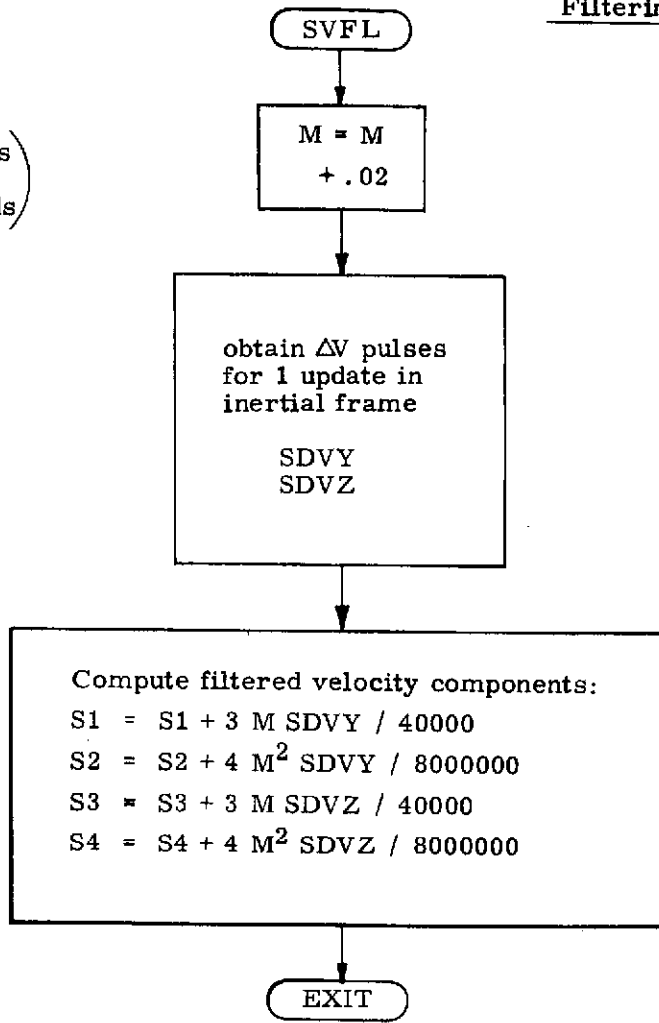 Filterin
SVFL
s
ls
M = M
+ .02
obtain ΔV pulses
for 1 update in
inertial frame
SDVY
SDVZ
Compute filtered velocity components:
S1 = S1 + 3 M SDVY / 40000
S2 = S2 + 4 M² SDVY / 8000000
S3 = S3 + 3 M SDVZ / 40000
S4 = S4 + 4 M² SDVZ / 8000000
EXIT